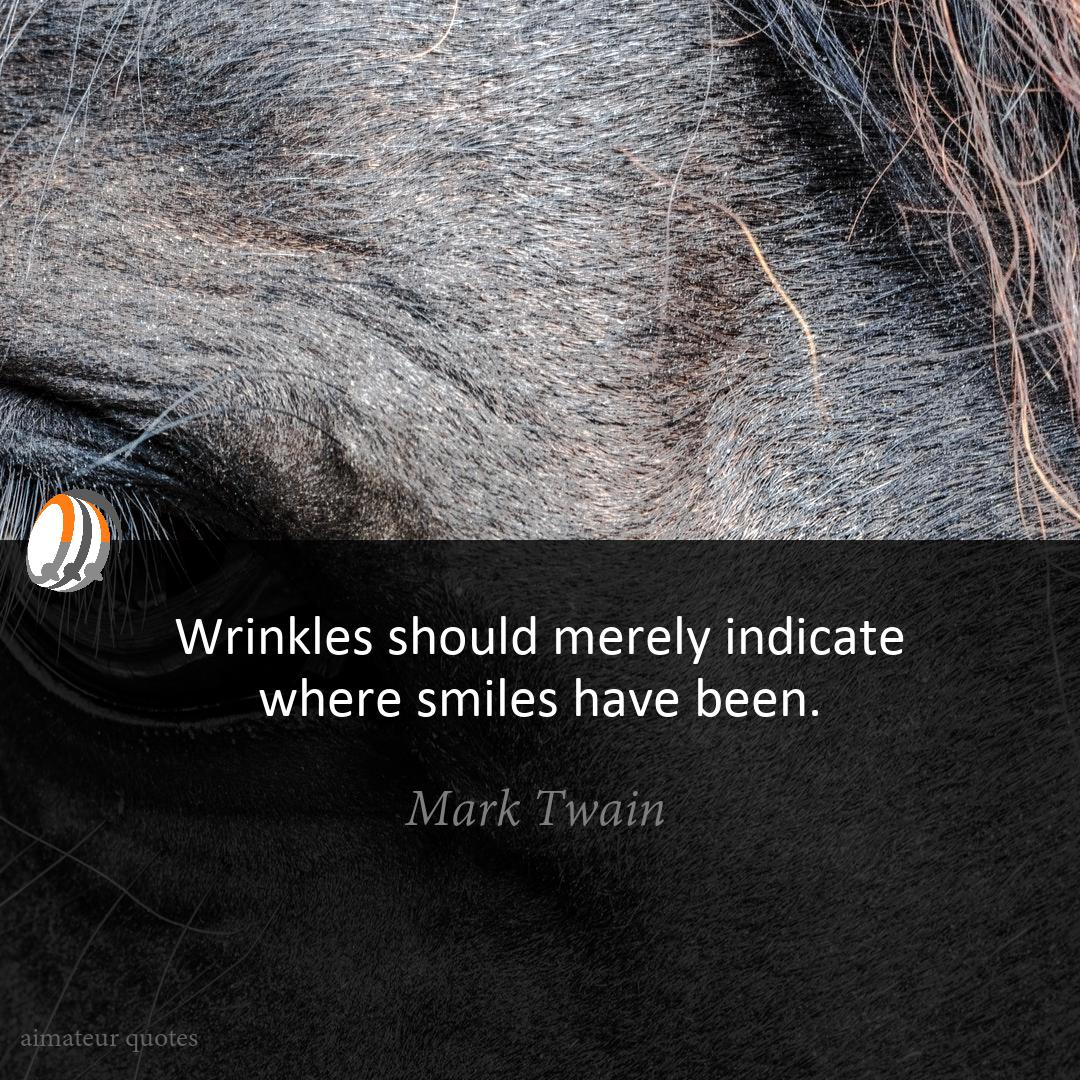 Wrinkles should merely indicate
where smiles have been.
Mark Twain
aimateur quotes